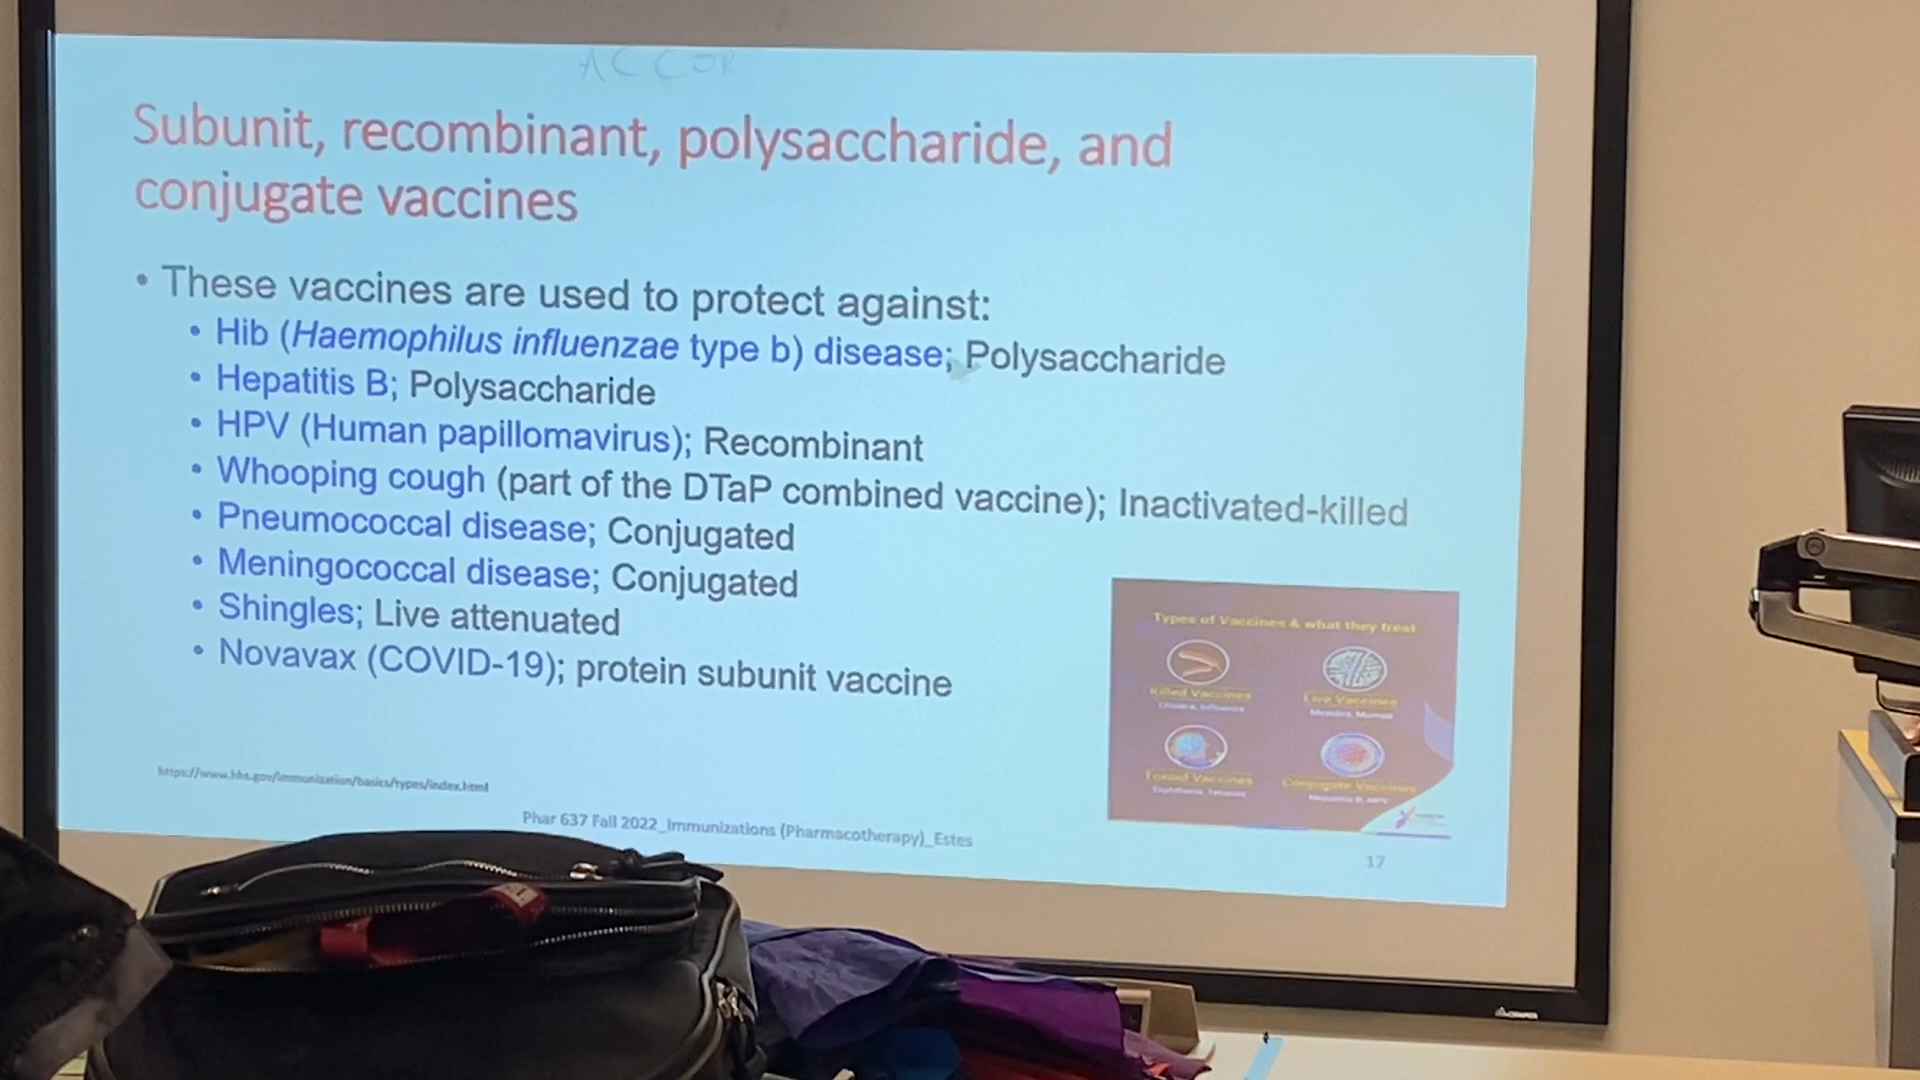 ACCOR
Subunit, recombinant, polysaccharide, and
conjugate vaccines
• These vaccines are used to protect against:
• Hib (Haemophilus influenzae type b) disease; Polysaccharide
• Hepatitis B; Polysaccharide
• HPV (Human papillomavirus); Recombinant
• Whooping cough (part of the DTaP combined vaccine); Inactivated-killed
• Pneumococcal disease; Conjugated
• Meningococcal disease; Conjugated
• Shingles; Live attenuated
• Novavax (COVID-19); protein subunit vaccine
Types of Vaccines & what they treat
Killed Vaccines
Cholera, Influenza
Live Vaccines
Measles, Mumps
Toxoid Vaccines
Diphtheria, Tetanus
Conjugate Vaccines
Hepatitis B, HPV
https://www.hhs.gov/immunization/basics/types/index.html
Phar 637 Fall 2022_Immunizations (Pharmacotherapy)_Estes
17